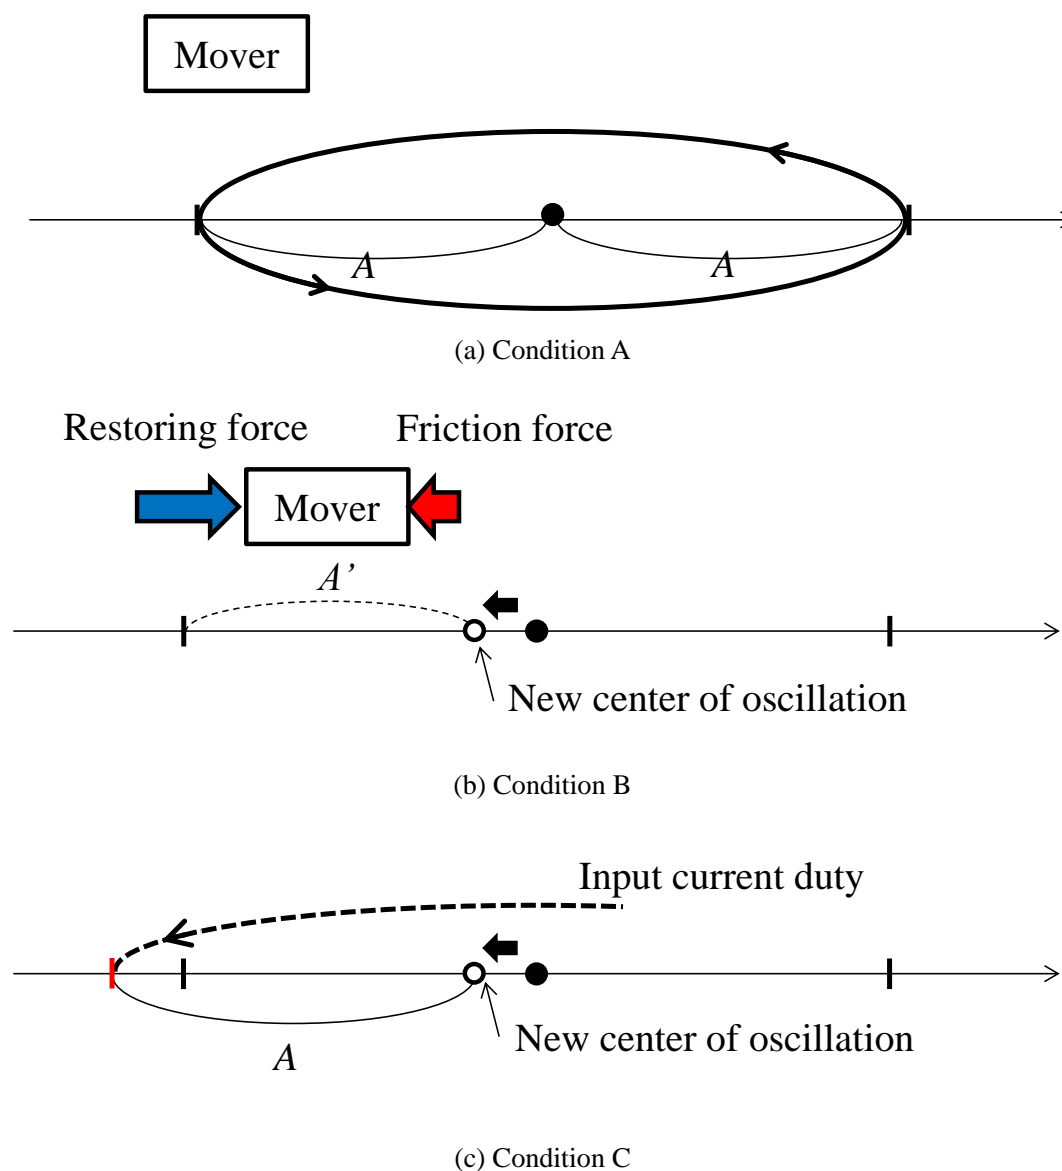 Mover
A
A
(a) Condition A
Restoring force
Friction force
Mover
A’
New center of oscillation
(b) Condition B
Input current duty
New center of oscillation
A
(c) Condition C